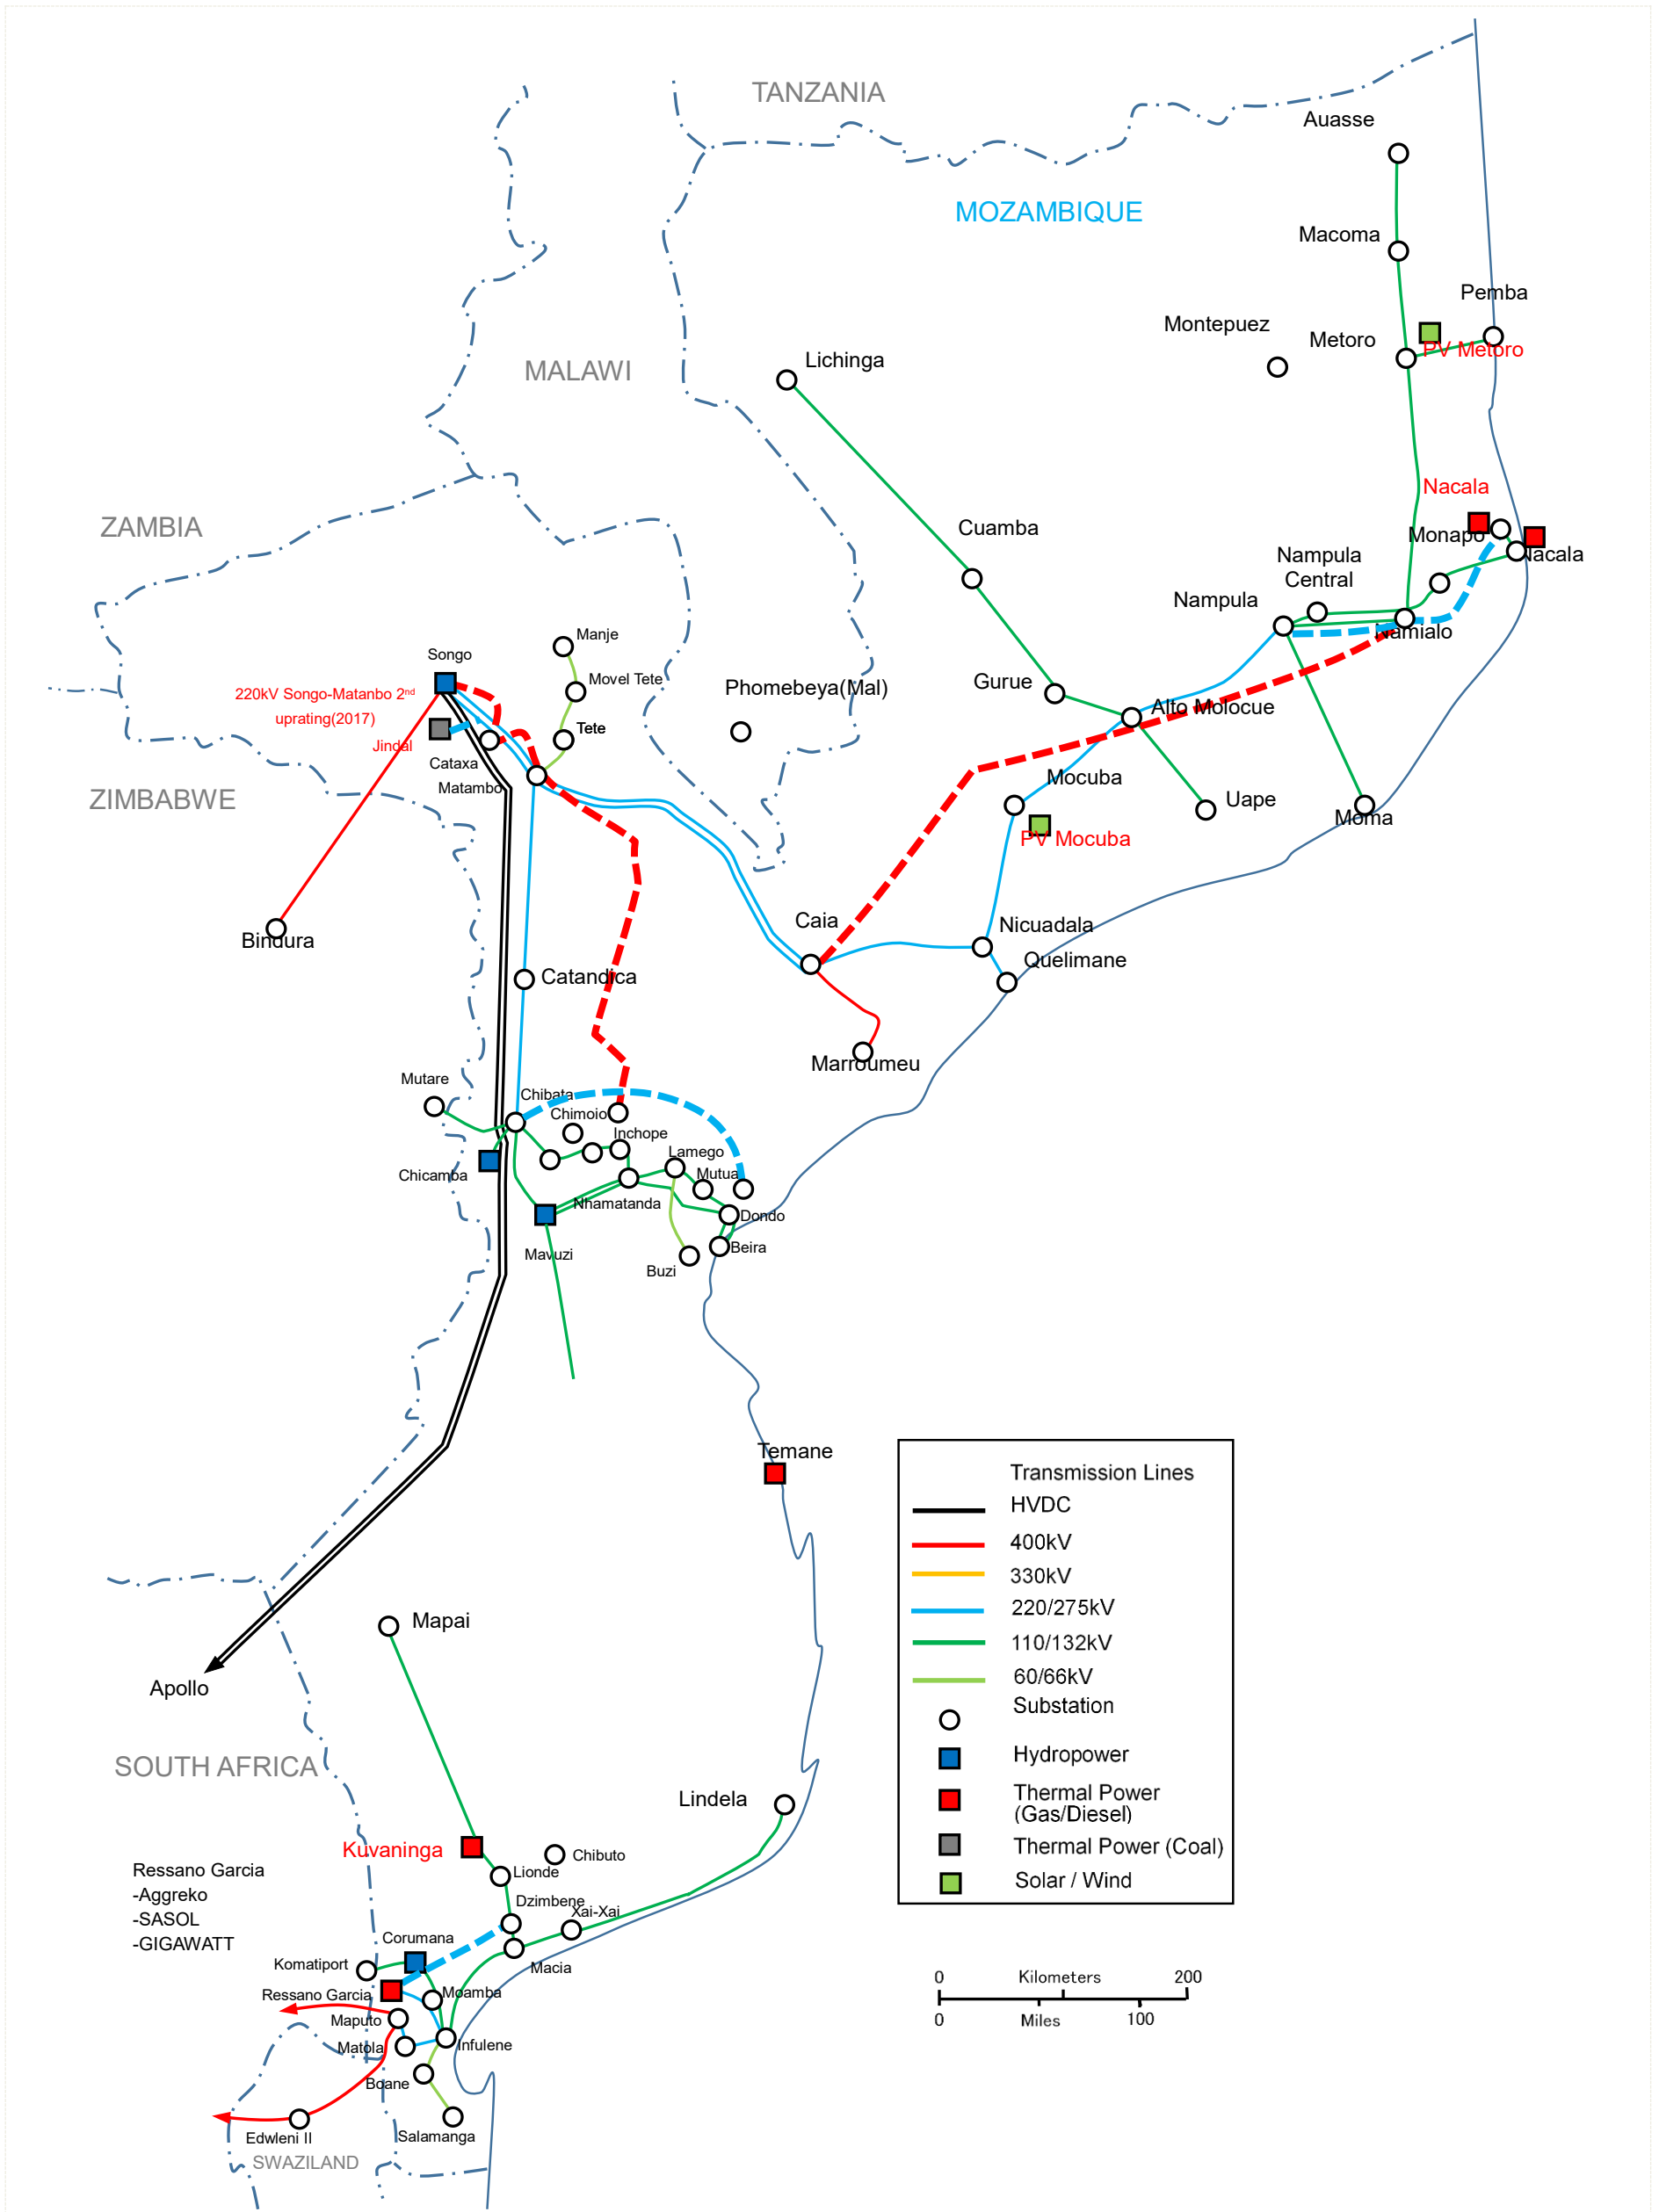 TANZANIA
Auasse
MOZAMBIQUE
Macoma
Pemba
Montepuez
Metoro
PV Metoro
MALAWI
Lichinga
Nacala
ZAMBIA
Cuamba
Monapo
Nacala
Nampula
Central
Nampula
Namialo
Manje
Songo
Movel Tete
220kV Songo-Matanbo 2nd
uprating(2017)
Phomebeya(Mal)
Gurue
Alto Molocue
Tete
Jindal
Cataxa
Matambo
Mocuba
ZIMBABWE
Uape
Moma
PV Mocuba
Caia
Nicuadala
Bindura
Quelimane
Catandica
Marroumeu
Mutare
Chibata
Chimoio
Inchope
Lamego
Chicamba
Mutua
Nhamatanda
Dondo
Mavuzi
Beira
Buzi
Temane
Transmission Lines
HVDC
400kV
330kV
220/275kV
110/132kV
60/66kV
Substation
Hydropower
Thermal Power
(Gas/Diesel)
Thermal Power (Coal)
Solar / Wind
Mapai
Apollo
SOUTH AFRICA
Lindela
Kuvaninga
Chibuto
Ressano Garcia
-Aggreko
-SASOL
-GIGAWATT
Lionde
Dzimbene
Xai-Xai
Corumana
Komatiport
Macia
Ressano Garcia
Moamba
Maputo
Matola
Infulene
Boane
Edwleni II
Salamanga
SWAZILAND
0 Kilometers 200
0 Miles 100